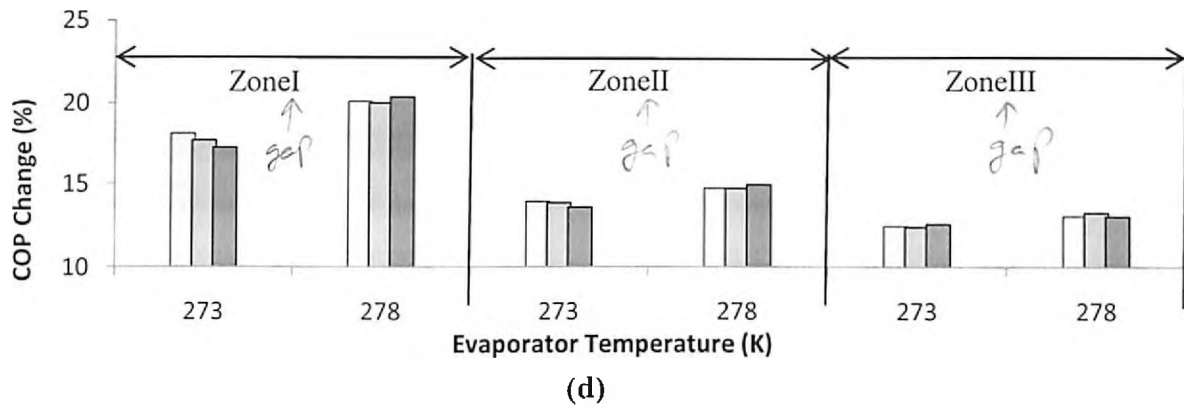 25
20
15
10
COP Change (%)
ZoneI
ZoneII
ZoneIII
gap
gap
gap
273
278
273
278
273
278
Evaporator Temperature (K)
(d)